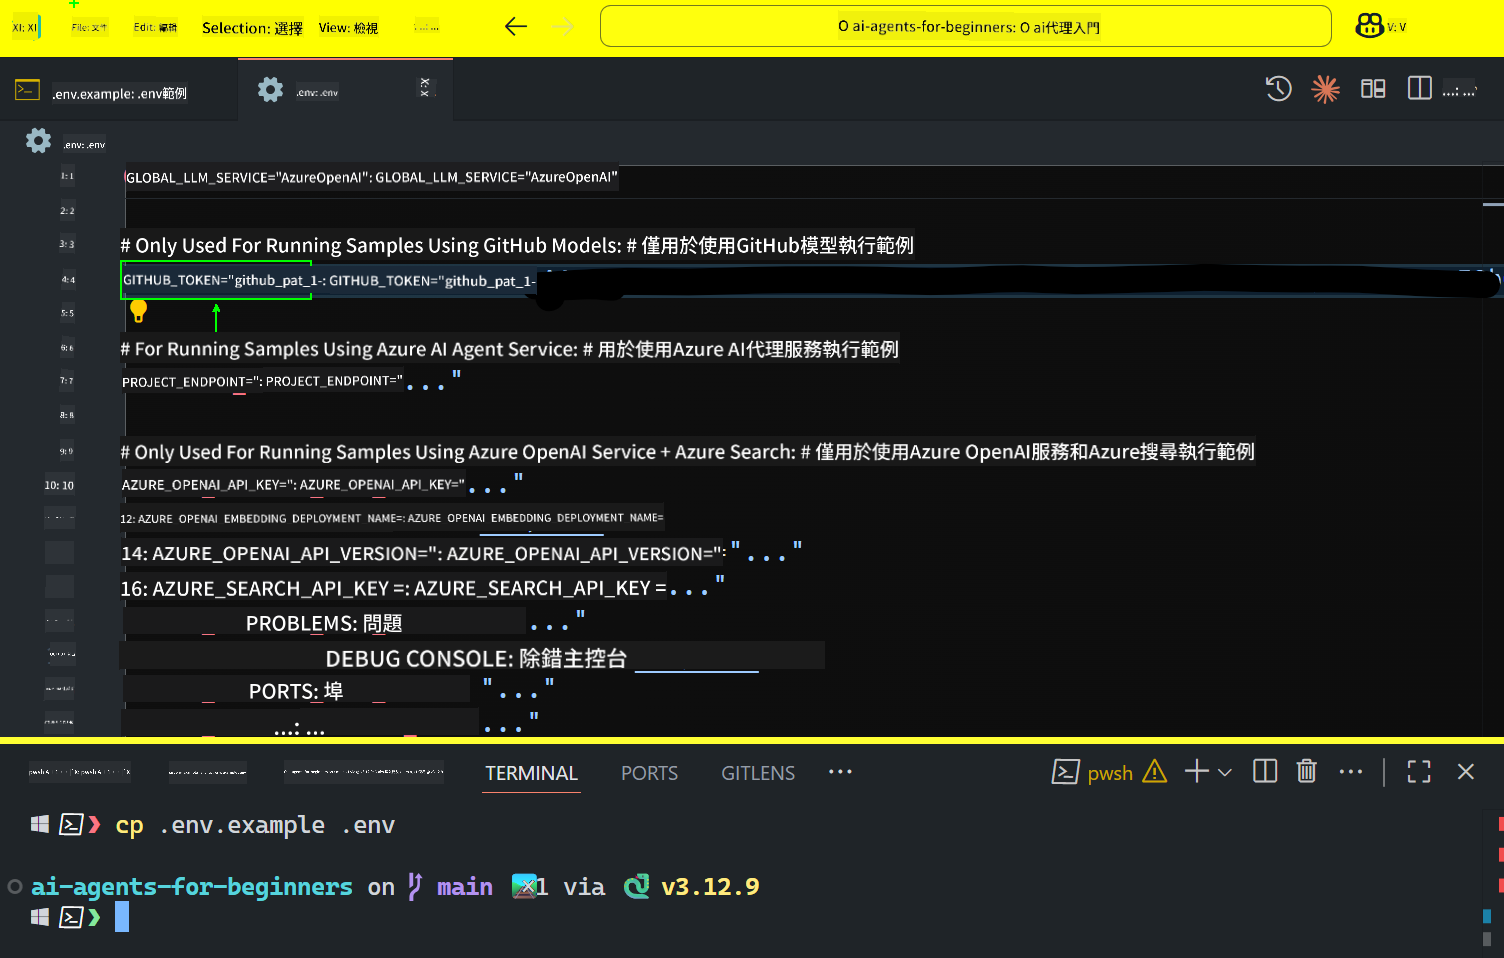 XI: XI
File: 文件
Edit: 編輯
Selection: 選擇
View: 檢視
...: ...
O ai-agents-for-beginners: O ai代理入門
V: V
.env.example: .env範例
.env: .env
X: X
...: ...
.env: .env
1: 1
GLOBAL_LLM_SERVICE="AzureOpenAI": GLOBAL_LLM_SERVICE="AzureOpenAI"
2: 2
3: 3
# Only Used For Running Samples Using GitHub Models: # 僅用於使用GitHub模型執行範例
4: 4
GITHUB_TOKEN="github_pat_1-: GITHUB_TOKEN="github_pat_1-
5: 5
6: 6
# For Running Samples Using Azure AI Agent Service: # 用於使用Azure AI代理服務執行範例
7: 7
PROJECT_ENDPOINT=": PROJECT_ENDPOINT="..."
8: 8
9: 9
# Only Used For Running Samples Using Azure OpenAI Service + Azure Search: # 僅用於使用Azure OpenAI服務和Azure搜尋執行範例
10: 10
AZURE_OPENAI_API_KEY=": AZURE_OPENAI_API_KEY="..."
12: AZURE_OPENAI_EMBEDDING_DEPLOYMENT_NAME=: AZURE_OPENAI_EMBEDDING_DEPLOYMENT_NAME=
14: AZURE_OPENAI_API_VERSION=": AZURE_OPENAI_API_VERSION=": "..."
16: AZURE_SEARCH_API_KEY =: AZURE_SEARCH_API_KEY =..."
PROBLEMS: 問題 ..."
DEBUG CONSOLE: 除錯主控台
PORTS: 埠 "..."
...: ... ..."
TERMINAL
PORTS
GITLENS
...
pwsh
...
cp .env.example .env
ai-agents-for-beginners on main 1 via v3.12.9